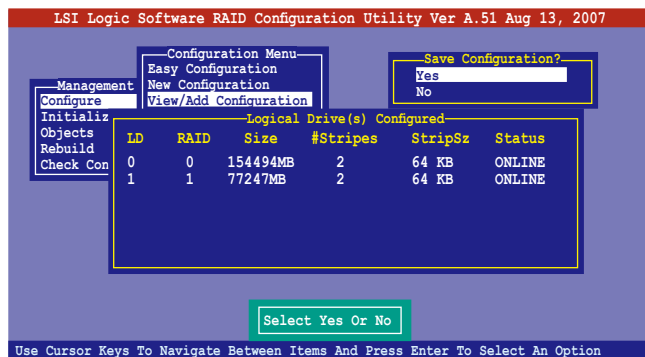 LSI Logic Software RAID Configuration Utility Ver A.51 Aug 13, 2007
Configuration Menu
Easy Configuration
New Configuration
View/Add Configuration
Save Configuration?
Yes
No
Management
Configure
Initializ
Objects
Rebuild
Check Con
Logical Drive(s) Configured
LD RAID Size #Stripes StripSz Status
0 0 154494MB 2 64 KB ONLINE
1 1 77247MB 2 64 KB ONLINE
Select Yes Or No
Use Cursor Keys To Navigate Between Items And Press Enter To Select An Option